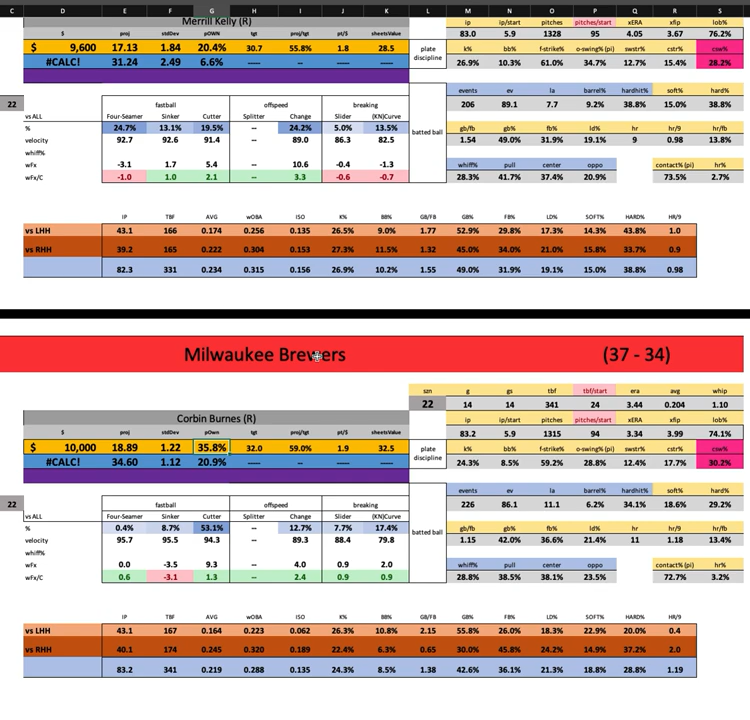 C D E F G H I J K L M N O P Q R S
Merrill Kelly (R) ip ip/start pitches pitches/start xERA xfip lob%
83.0 5.9 1328 95 4.05 3.67 76.2%
$ proj stdDev pOWN tgt proj/tgt pt/$ sheetsValue
$ 9,600 17.13 1.84 20.4% 30.7 55.8% 1.8 28.5 plate discipline k% bb% f-strike% o-swing% (pi) swstr% cstr% csw%
#CALC! 31.24 2.49 6.6% ---- -- ---- ---- 26.9% 10.3% 61.0% 34.7% 12.7% 15.4% 28.2%
events ev la barrel% hardhit% soft% hard%
22 fastball offspeed breaking 206 89.1 7.7 9.2% 38.8% 15.0% 38.8%
vs ALL Four-Seamer Sinker Cutter Splitter Change Slider (KN)Curve
% 24.7% 13.1% 19.5% -- 24.2% 5.0% 13.5% batted ball gb/fb gb% fb% ld% hr hr/9 hr/fb
velocity 92.7 92.6 91.4 -- 89.0 86.3 82.5 1.54 49.0% 31.9% 19.1% 9 0.98 13.8%
whiff%
wFx -3.1 1.7 5.4 10.6 -0.4 -1.3 whiff% pull center oppo contact% (pi) hr%
wFx/C -1.0 1.0 2.1 -- 3.3 -0.6 -0.7 28.3% 41.7% 37.4% 20.9% 73.5% 2.7%
IP TBF AVG wOBA ISO K% BB% GB/FB GB% FB% LD% SOFT% HARD% HR/9
vs LHH 43.1 166 0.174 0.256 0.135 26.5% 9.0% 1.77 52.9% 29.8% 17.3% 14.3% 43.8% 1.0
vs RHH 39.2 165 0.222 0.304 0.153 27.3% 11.5% 1.32 45.0% 34.0% 21.0% 15.8% 33.7% 0.9
82.3 331 0.234 0.315 0.156 26.9% 10.2% 1.55 49.0% 31.9% 19.1% 15.0% 38.8% 0.98
Milwaukee Brewers (37 - 34)
szn g gs tbf tbf/start era avg whip
22 14 14 341 24 3.44 0.204 1.10
Corbin Burnes (R) ip ip/start pitches pitches/start xERA xfip lob%
$ proj stdDev pOwn tgt proj/tgt pt/$ sheetsValue 83.2 5.9 1315 94 3.34 3.99 74.1%
$ 10,000 18.89 1.22 35.8% 32.0 59.0% 1.9 32.5 plate discipline k% bb% f-strike% o-swing% (pi) swstr% cstr% csw%
#CALC! 34.60 1.12 20.9% ---- ---- ---- ---- 24.3% 8.5% 59.2% 28.8% 12.4% 17.7% 30.2%
events ev la barrel% hardhit% soft% hard%
22 fastball offspeed breaking 226 86.1 11.1 6.2% 34.1% 18.6% 29.2%
vs ALL Four-Seamer Sinker Cutter Splitter Change Slider (KN)Curve
% 0.4% 8.7% 53.1% -- 12.7% 7.7% 17.4% batted ball gb/fb gb% fb% ld% hr hr/9 hr/fb
velocity 95.7 95.5 94.3 -- 89.3 88.4 79.8 1.15 42.0% 36.6% 21.4% 11 1.18 13.4%
whiff%
wFx 0.0 -3.5 9.3 4.0 0.9 2.0 whiff% pull center oppo contact% (pi) hr%
wFx/C 0.6 -3.1 1.3 -- 2.4 0.9 0.9 28.8% 38.5% 38.1% 23.5% 72.7% 3.2%
IP TBF AVG wOBA ISO K% BB% GB/FB GB% FB% LD% SOFT% HARD% HR/9
vs LHH 43.1 167 0.164 0.223 0.062 26.3% 10.8% 2.15 55.8% 26.0% 18.3% 22.9% 20.0% 0.4
vs RHH 40.1 174 0.245 0.320 0.189 22.4% 6.3% 0.65 30.0% 45.8% 24.2% 14.9% 37.2% 2.0
83.2 341 0.219 0.288 0.135 24.3% 8.5% 1.38 42.6% 36.1% 21.3% 18.8% 28.8% 1.19